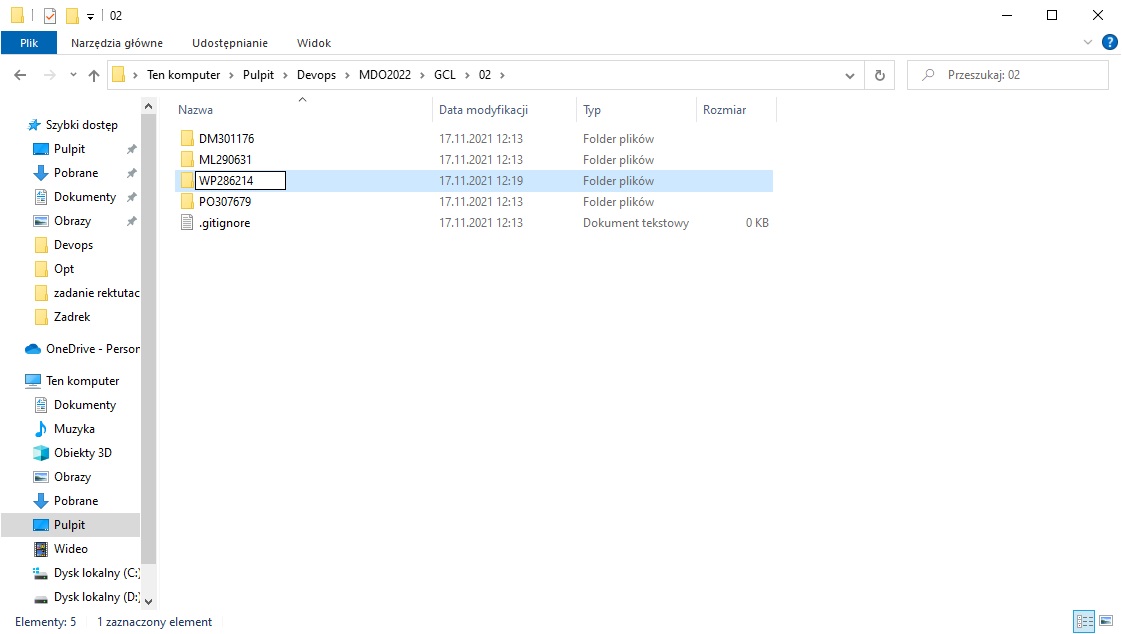 02
Plik Narzędzia główne Udostępnianie Widok
Ten komputer Pulpit Devops MDO2022 GCL 02
Przeszukaj: 02
Szybki dostęp
Pulpit
Pobrane
Dokumenty
Obrazy
Devops
Opt
zadanie rektutac
Zadrek
OneDrive - Person
Ten komputer
Dokumenty
Muzyka
Obiekty 3D
Obrazy
Pobrane
Pulpit
Wideo
Dysk lokalny (C:)
Dysk lokalny (D:)
Nazwa Data modyfikacji Typ Rozmiar
DM301176 17.11.2021 12:13 Folder plików
ML290631 17.11.2021 12:13 Folder plików
WP286214 17.11.2021 12:19 Folder plików
PO307679 17.11.2021 12:13 Folder plików
.gitignore 17.11.2021 12:13 Dokument tekstowy 0 KB
Elementy: 5 1 zaznaczony element